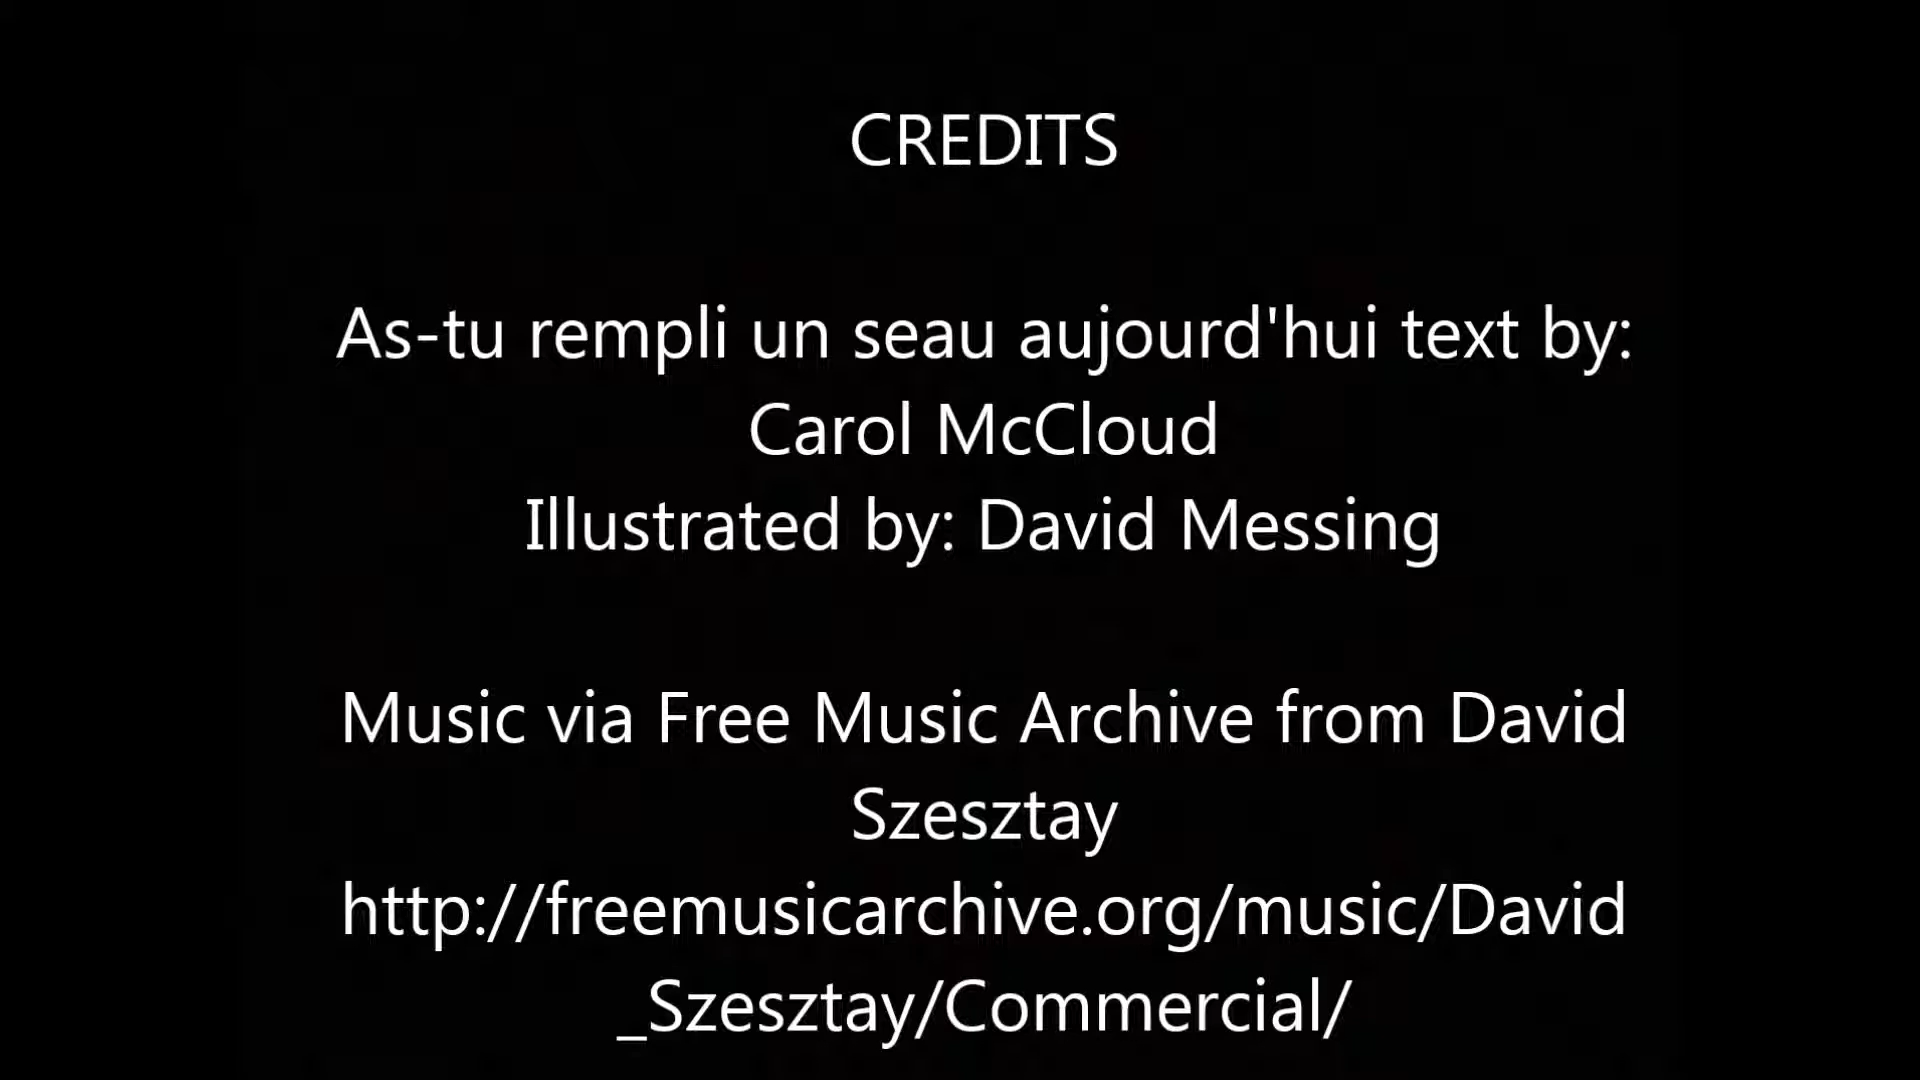 CREDITS
As-tu rempli un seau aujourd'hui text by:
Carol McCloud
Illustrated by: David Messing
Music via Free Music Archive from David
Szesztay
http://freemusicarchive.org/music/David
_Szesztay/Commercial/